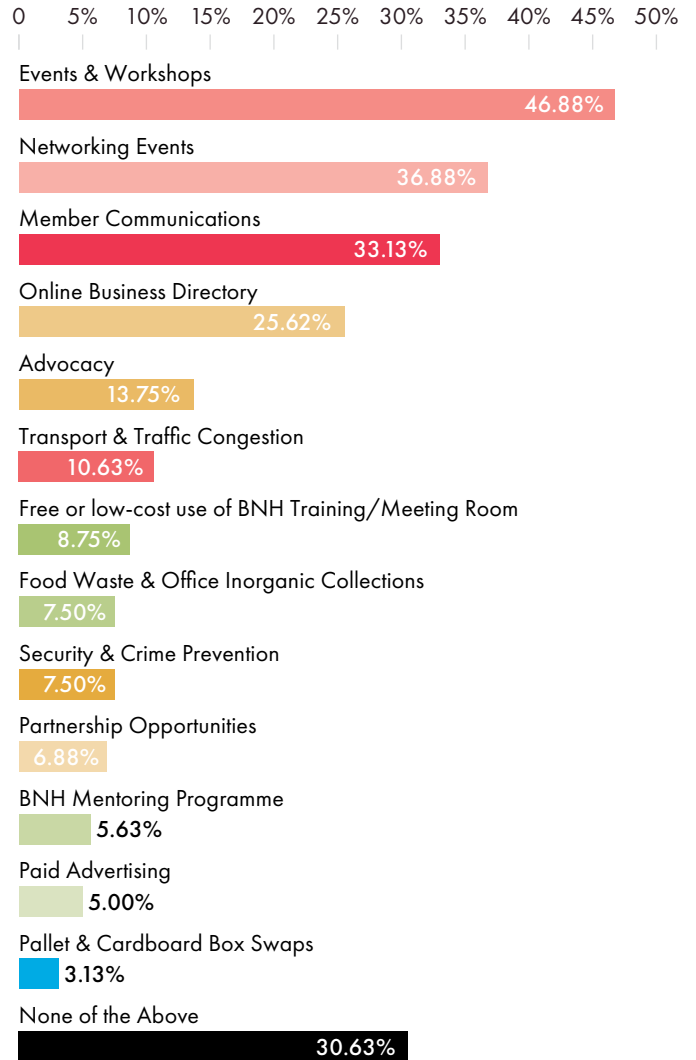 0 5% 10% 15% 20% 25% 30% 35% 40% 45% 50%
Events & Workshops
46.88%
Networking Events
36.88%
Member Communications
33.13%
Online Business Directory
25.62%
Advocacy
13.75%
Transport & Traffic Congestion
10.63%
Free or low-cost use of BNH Training/Meeting Room
8.75%
Food Waste & Office Inorganic Collections
7.50%
Security & Crime Prevention
7.50%
Partnership Opportunities
6.88%
BNH Mentoring Programme
5.63%
Paid Advertising
5.00%
Pallet & Cardboard Box Swaps
3.13%
None of the Above
30.63%